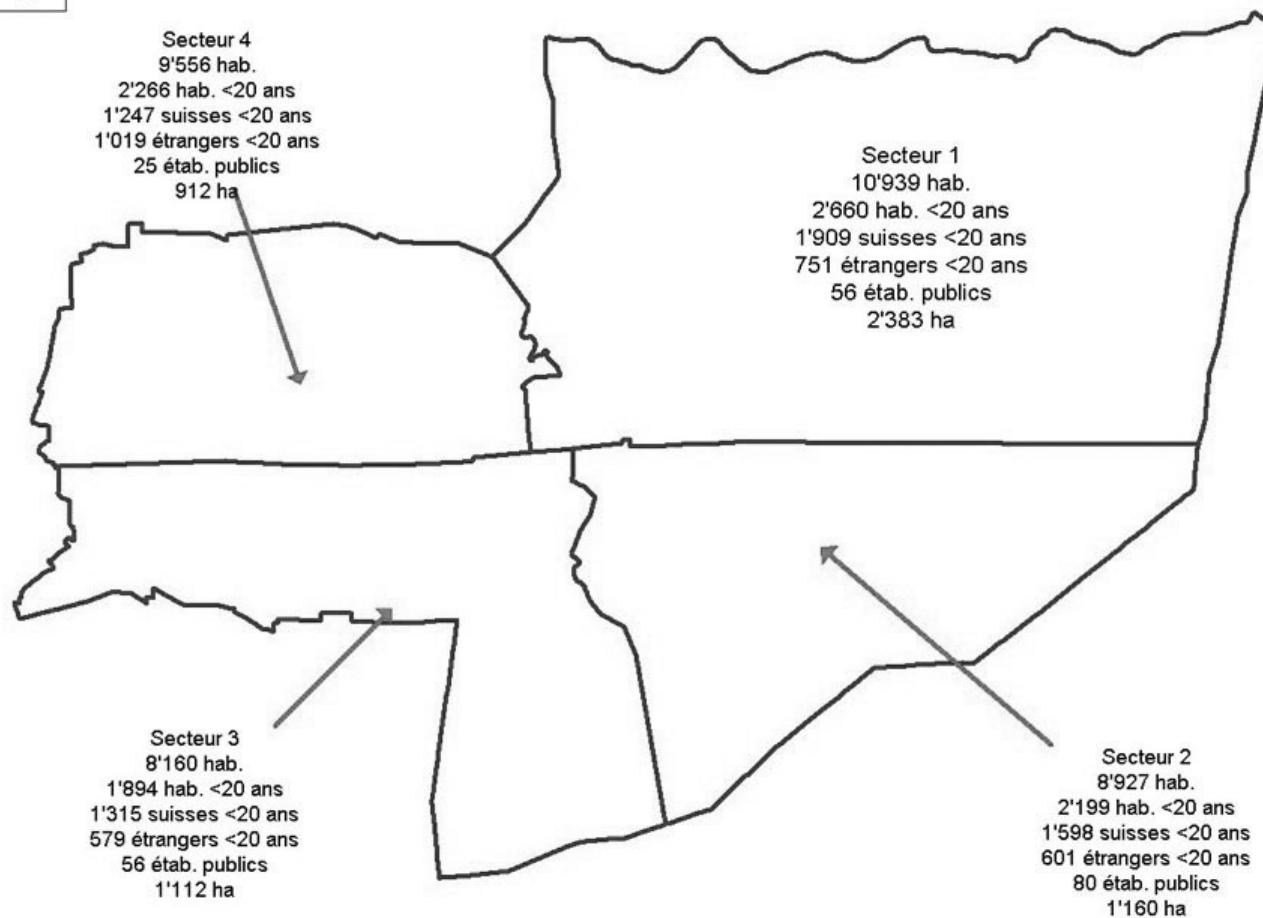 Secteur 4
9'556 hab.
2'266 hab. <20 ans
1'247 suisses <20 ans
1'019 étrangers <20 ans
25 étab. publics
912 ha
Secteur 1
10'939 hab.
2'660 hab. <20 ans
1'909 suisses <20 ans
751 étrangers <20 ans
56 étab. publics
2'383 ha
Secteur 3
8'160 hab.
1'894 hab. <20 ans
1'315 suisses <20 ans
579 étrangers <20 ans
56 étab. publics
1'112 ha
Secteur 2
8'927 hab.
2'199 hab. <20 ans
1'598 suisses <20 ans
601 étrangers <20 ans
80 étab. publics
1'160 ha